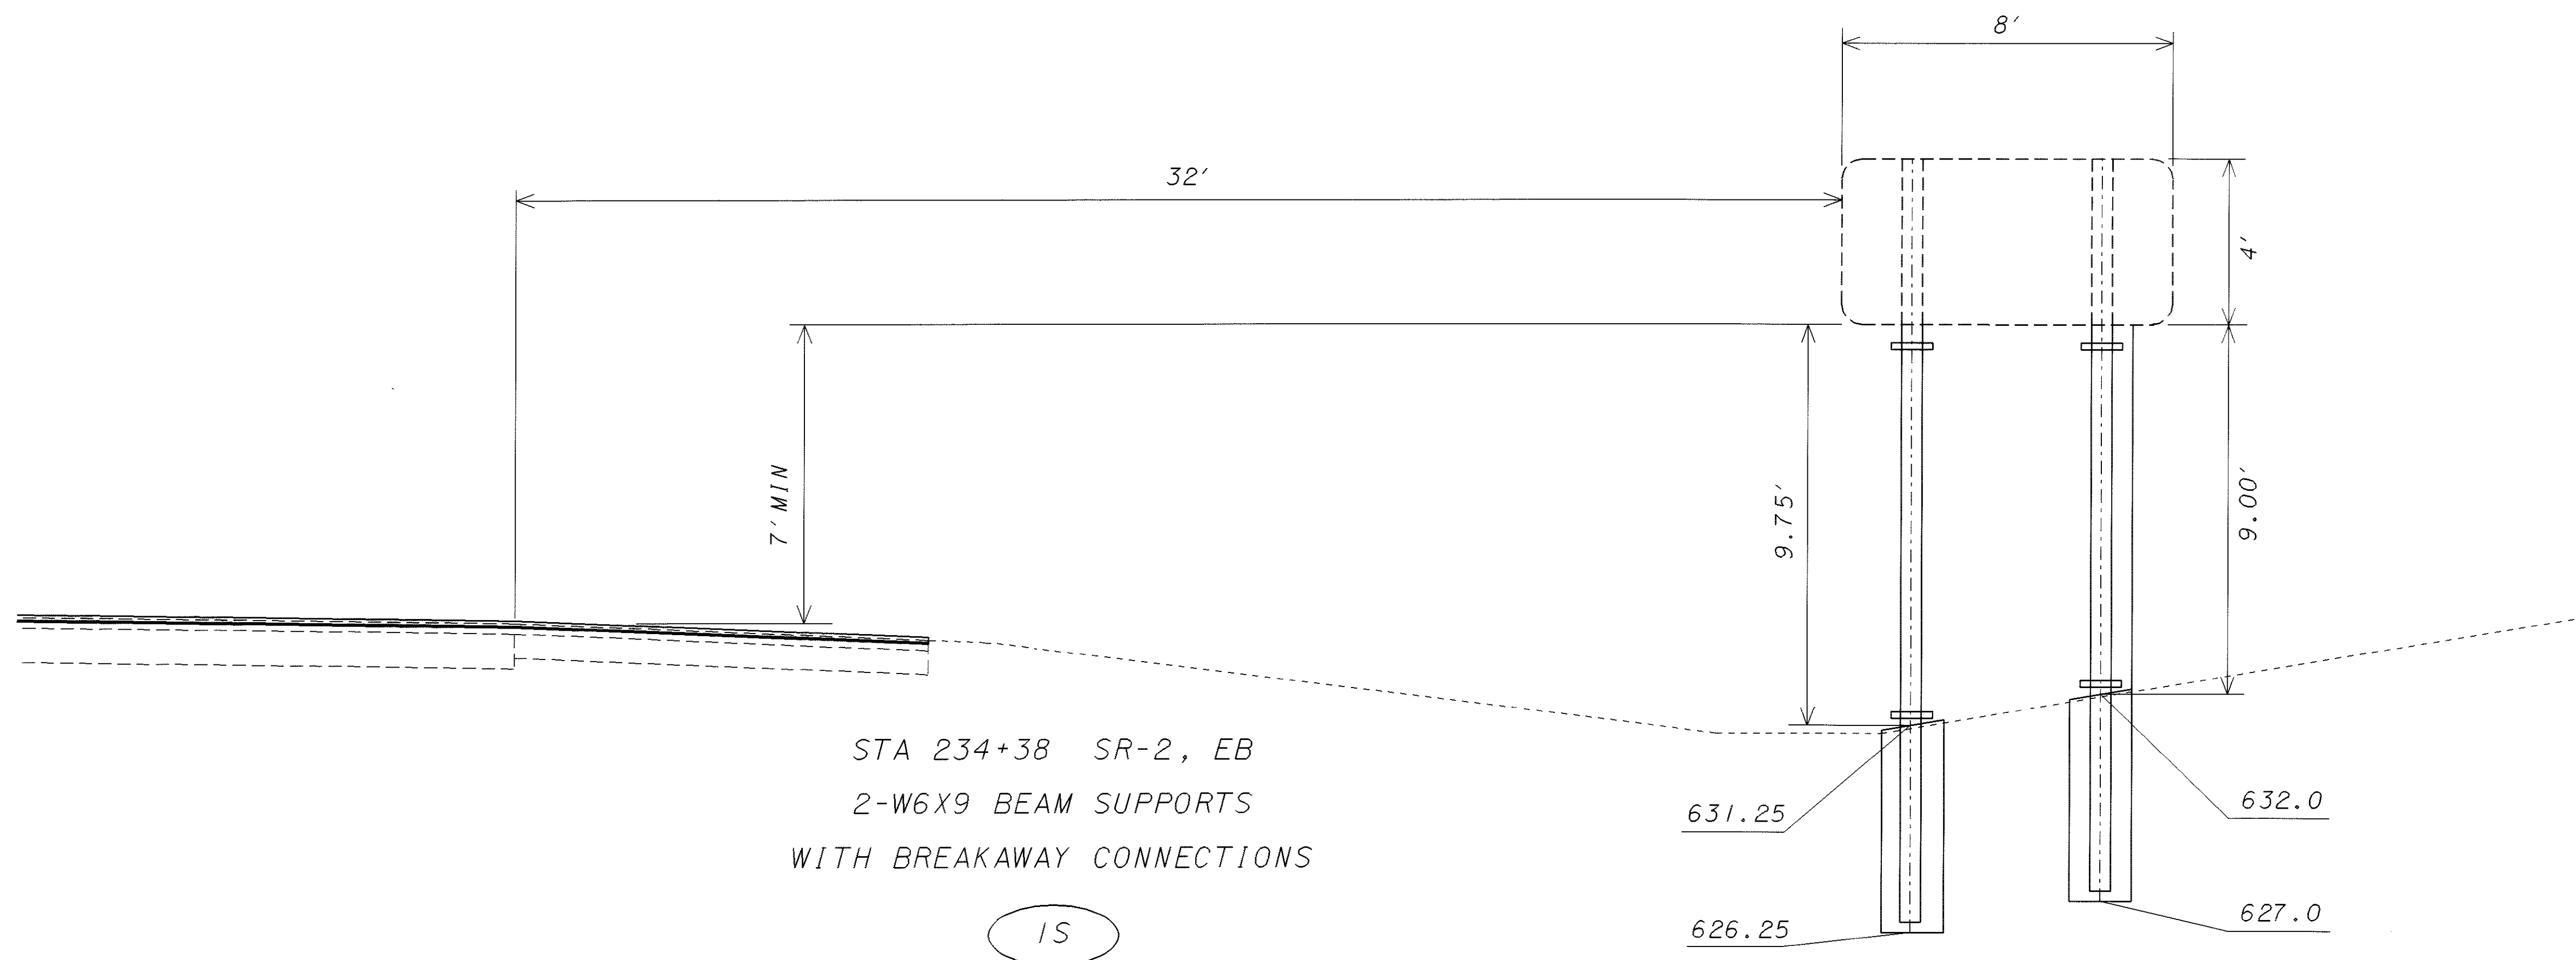 8'
32'
4'
7' MIN
9.75'
9.00'
STA 234+38 SR-2, EB
2-W6X9 BEAM SUPPORTS
WITH BREAKAWAY CONNECTIONS
1S
631.25
632.0
626.25
627.0